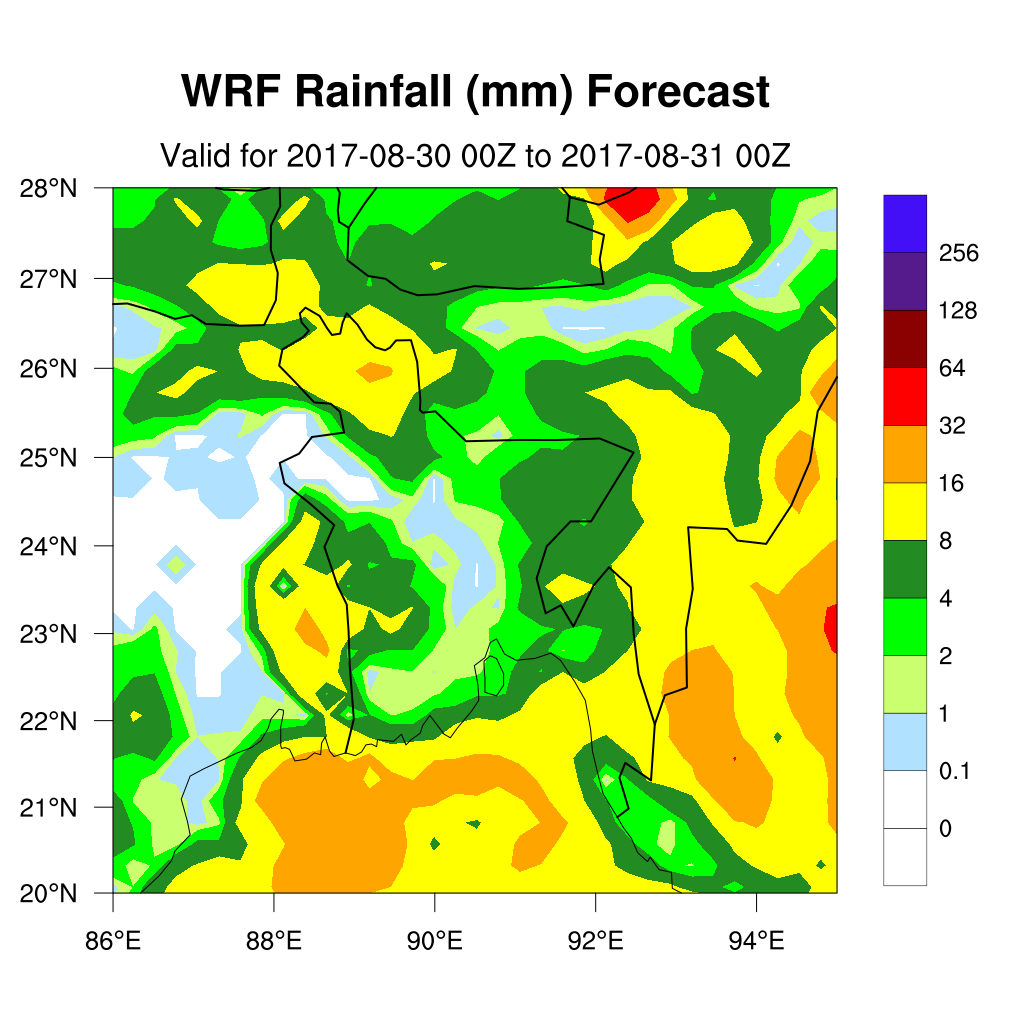 WRF Rainfall (mm) Forecast
Valid for 2017-08-30 00Z to 2017-08-31 00Z
28°N
27°N
26°N
25°N
24°N
23°N
22°N
21°N
20°N
86°E 88°E 90°E 92°E 94°E
256
128
64
32
16
8
4
2
1
0.1
0